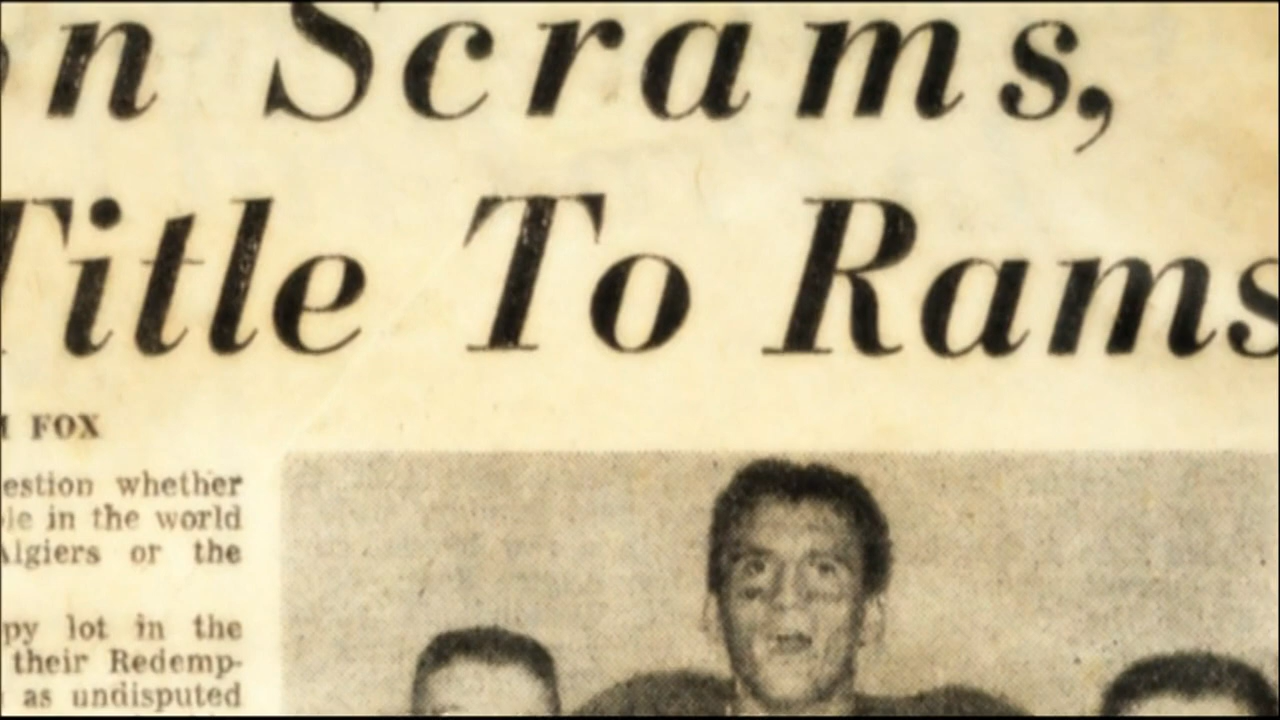 n Scrams,
Title To Rams
FOX
estion whether
le in the world
Algiers or the
py lot in the
their Redemp-
as undisputed